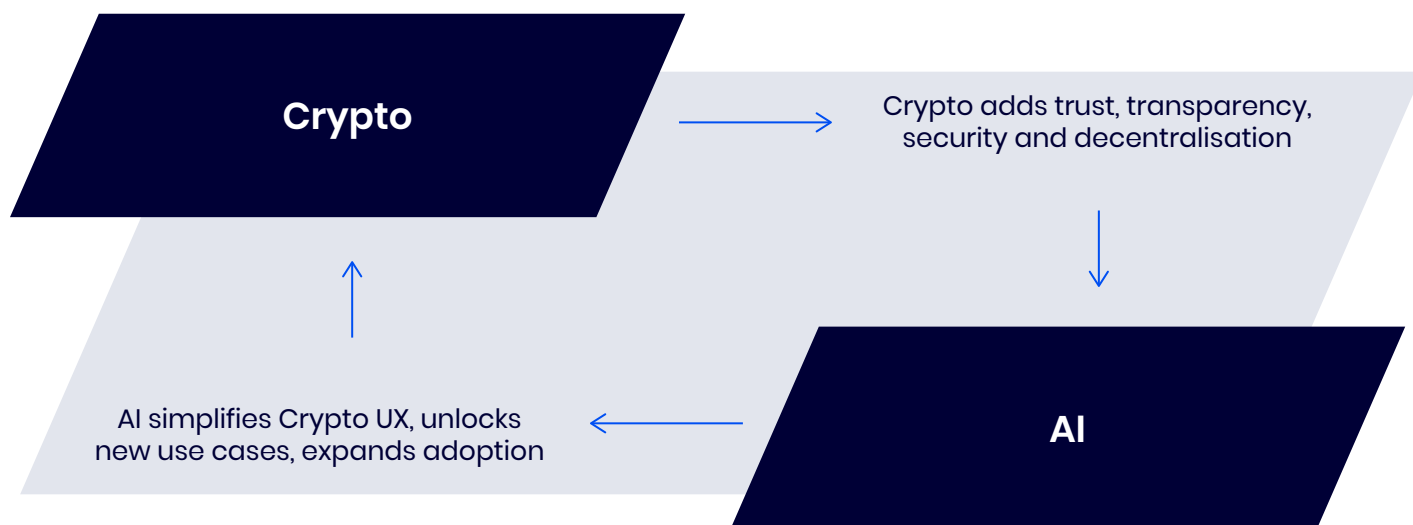 Crypto
Crypto adds trust, transparency,
security and decentralisation
AI simplifies Crypto UX, unlocks
new use cases, expands adoption
AI